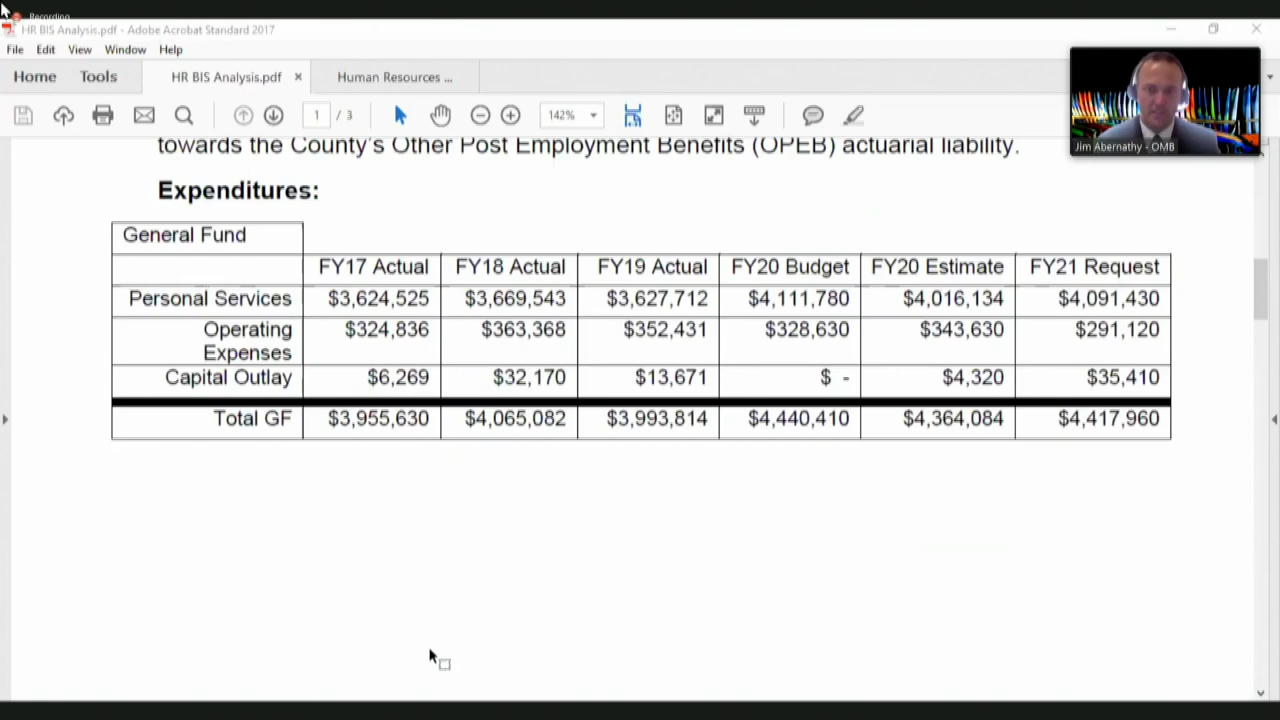 Recording
HR BIS Analysis.pdf - Adobe Acrobat Standard 2017
File Edit View Window Help
Home Tools HR BIS Analysis.pdf × Human Resources ...
1 / 3 142%
Jim Abernathy - OMB
towards the County's Other Post Employment Benefits (OPEB) actuarial liability.
Expenditures:
General Fund
FY17 Actual FY18 Actual FY19 Actual FY20 Budget FY20 Estimate FY21 Request
Personal Services $3,624,525 $3,669,543 $3,627,712 $4,111,780 $4,016,134 $4,091,430
Operating $324,836 $363,368 $352,431 $328,630 $343,630 $291,120
Expenses
Capital Outlay $6,269 $32,170 $13,671 $ - $4,320 $35,410
Total GF $3,955,630 $4,065,082 $3,993,814 $4,440,410 $4,364,084 $4,417,960